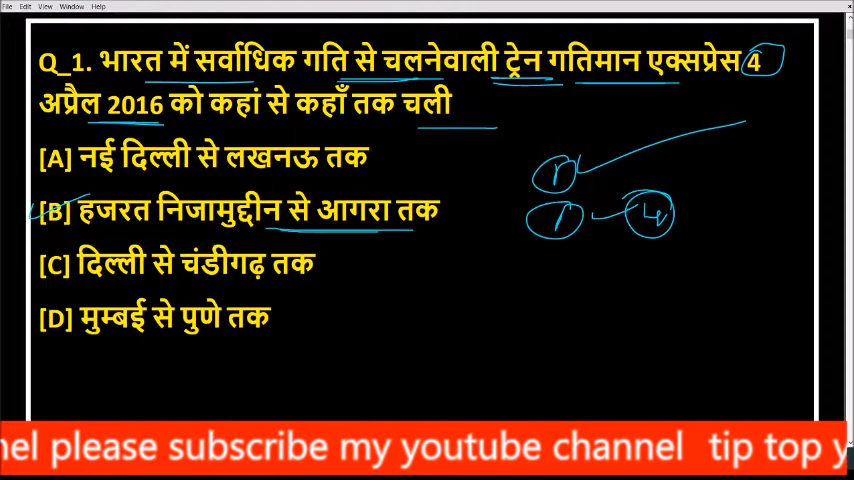 File Edit View Window Help
Q_1. भारत में सर्वाधिक गति से चलनेवाली ट्रेन गतिमान एक्सप्रेस 4
अप्रैल 2016 को कहां से कहाँ तक चली
[A] नई दिल्ली से लखनऊ तक
[B] हजरत निजामुद्दीन से आगरा तक
[C] दिल्ली से चंडीगढ़ तक
[D] मुम्बई से पुणे तक
nel please subscribe my youtube channel tip top y